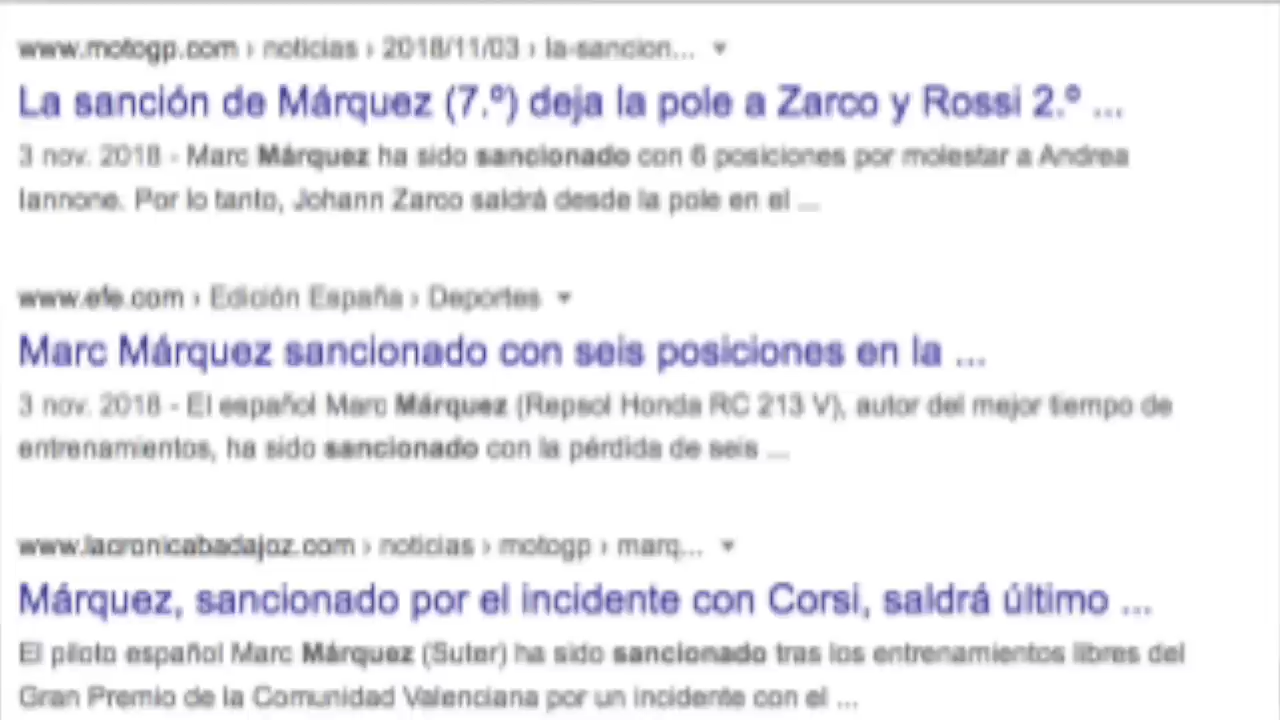 www.motogp.com › noticias › 2018/11/03 › la-sancion... ▼
La sanción de Márquez (7.º) deja la pole a Zarco y Rossi 2.º ...
3 nov. 2018 - Marc Márquez ha sido sancionado con 6 posiciones por molestar a Andrea
Iannone. Por lo tanto, Johann Zarco saldrá desde la pole en el ...
www.efe.com › Edición España › Deportes ▼
Marc Márquez sancionado con seis posiciones en la ...
3 nov. 2018 - El español Marc Márquez (Repsol Honda RC 213 V), autor del mejor tiempo de
entrenamientos, ha sido sancionado con la pérdida de seis ...
www.lacronicabadajoz.com › noticias › motogp › marq... ▼
Márquez, sancionado por el incidente con Corsi, saldrá último ...
El piloto español Marc Márquez (Suter) ha sido sancionado tras los entrenamientos libres del
Gran Premio de la Comunidad Valenciana por un incidente con el ...